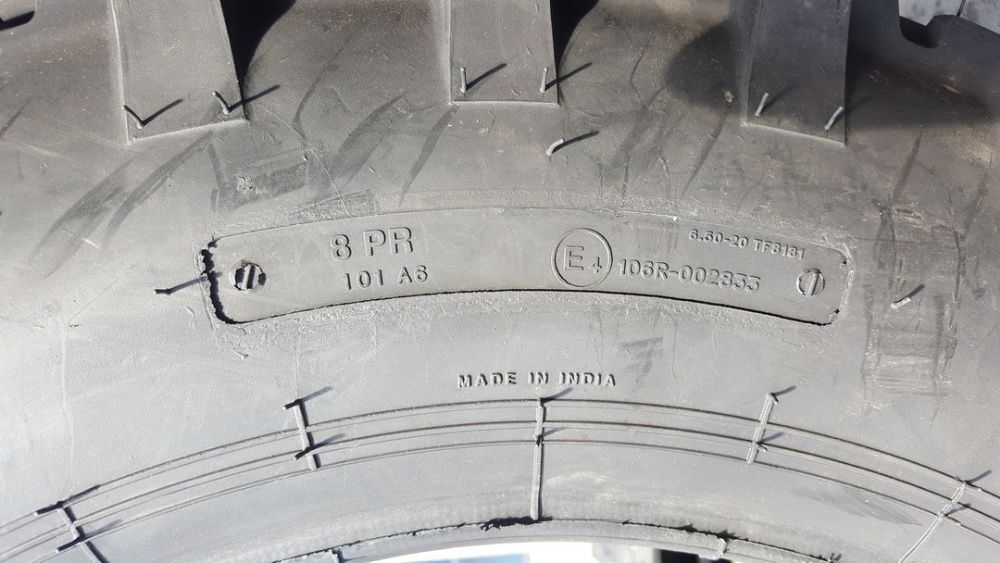 8 PR
101 A6
E4
6.50-20 TF8181
106R-002833
MADE IN INDIA